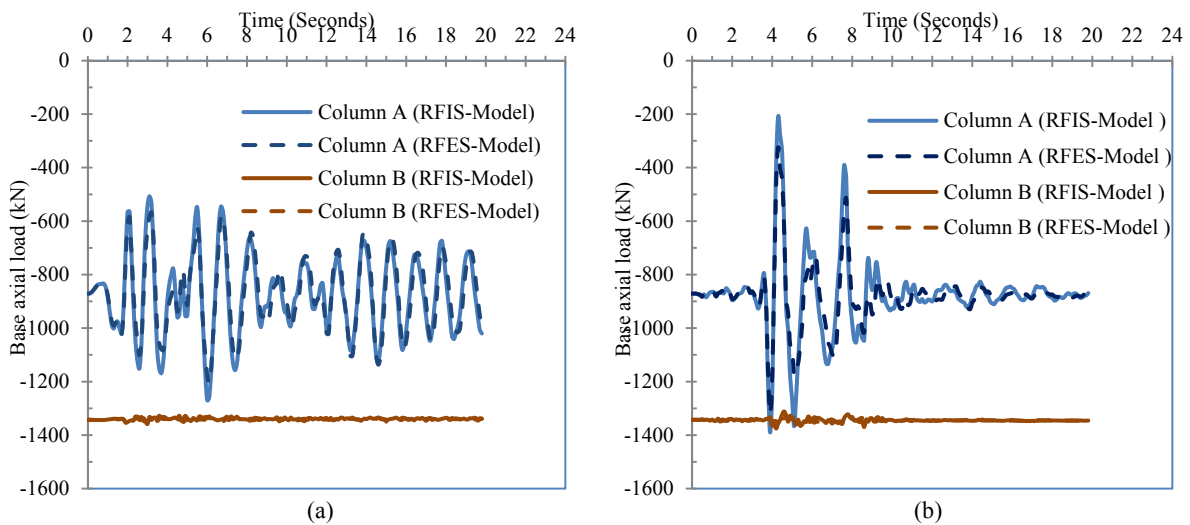 Time (Seconds)
0 2 4 6 8 10 12 14 16 18 20 22 24
0
-200
-400
-600
-800
-1000
-1200
-1400
-1600
Base axial load (kN)
Column A (RFIS-Model)
Column A (RFES-Model)
Column B (RFIS-Model)
Column B (RFES-Model)
(a)
Time (Seconds)
0 2 4 6 8 10 12 14 16 18 20 22 24
0
-200
-400
-600
-800
-1000
-1200
-1400
-1600
Base axial load (kN)
Column A (RFIS-Model )
Column A (RFES-Model )
Column B (RFIS-Model )
Column B (RFES-Model )
(b)